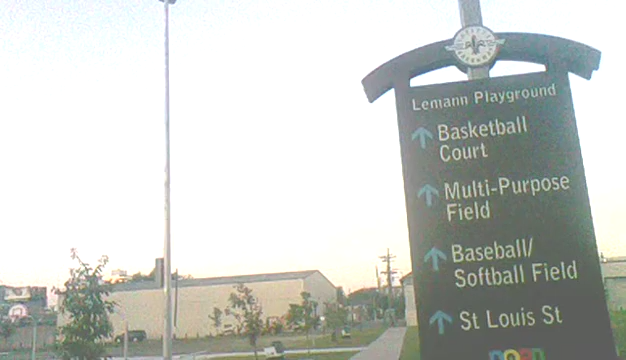 Lemann Playground
Basketball
Court
Multi-Purpose
Field
Baseball/
Softball Field
St Louis St